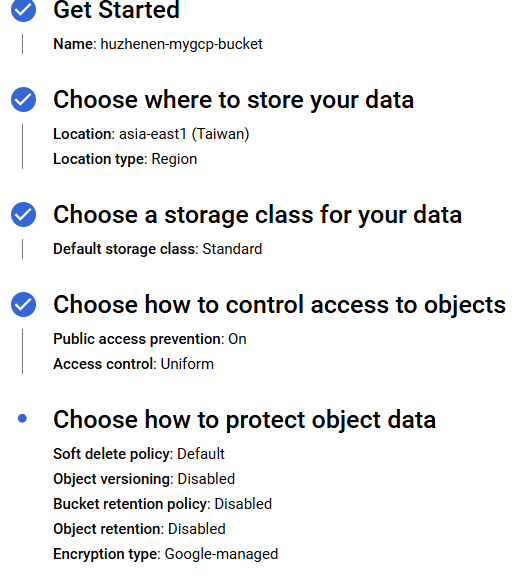 Get Started
Name: huzhenen-mygcp-bucket
Choose where to store your data
Location: asia-east1 (Taiwan)
Location type: Region
Choose a storage class for your data
Default storage class: Standard
Choose how to control access to objects
Public access prevention: On
Access control: Uniform
Choose how to protect object data
Soft delete policy: Default
Object versioning: Disabled
Bucket retention policy: Disabled
Object retention: Disabled
Encryption type: Google-managed